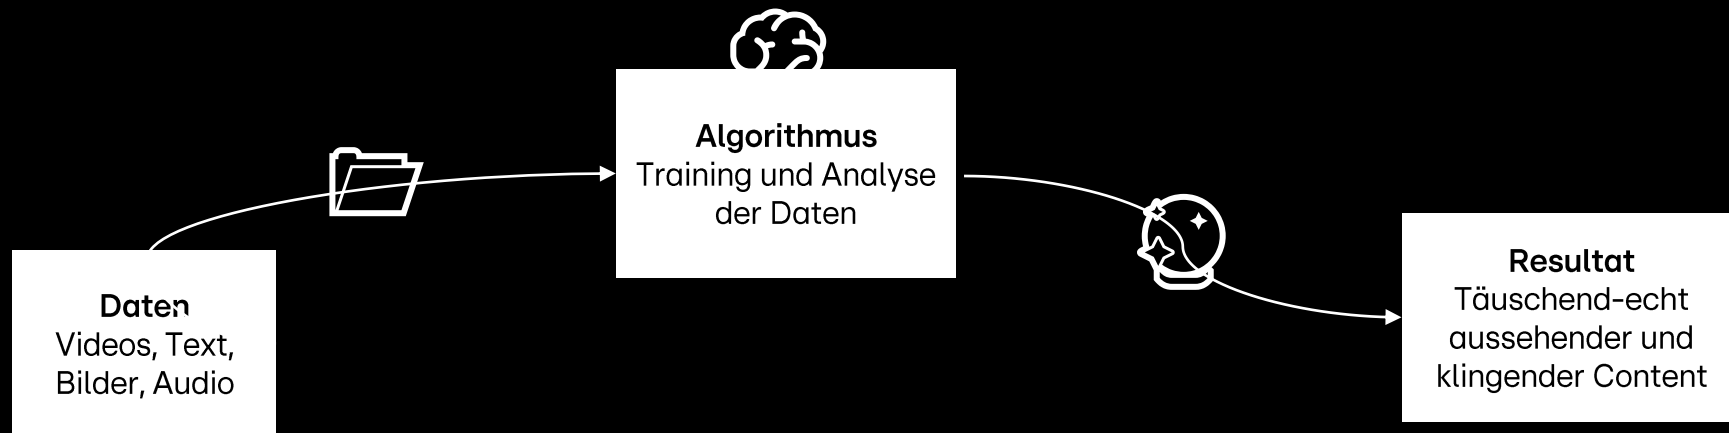 Daten
Videos, Text,
Bilder, Audio
Algorithmus
Training und Analyse
der Daten
Resultat
Täuschend-echt
aussehender und
klingender Content